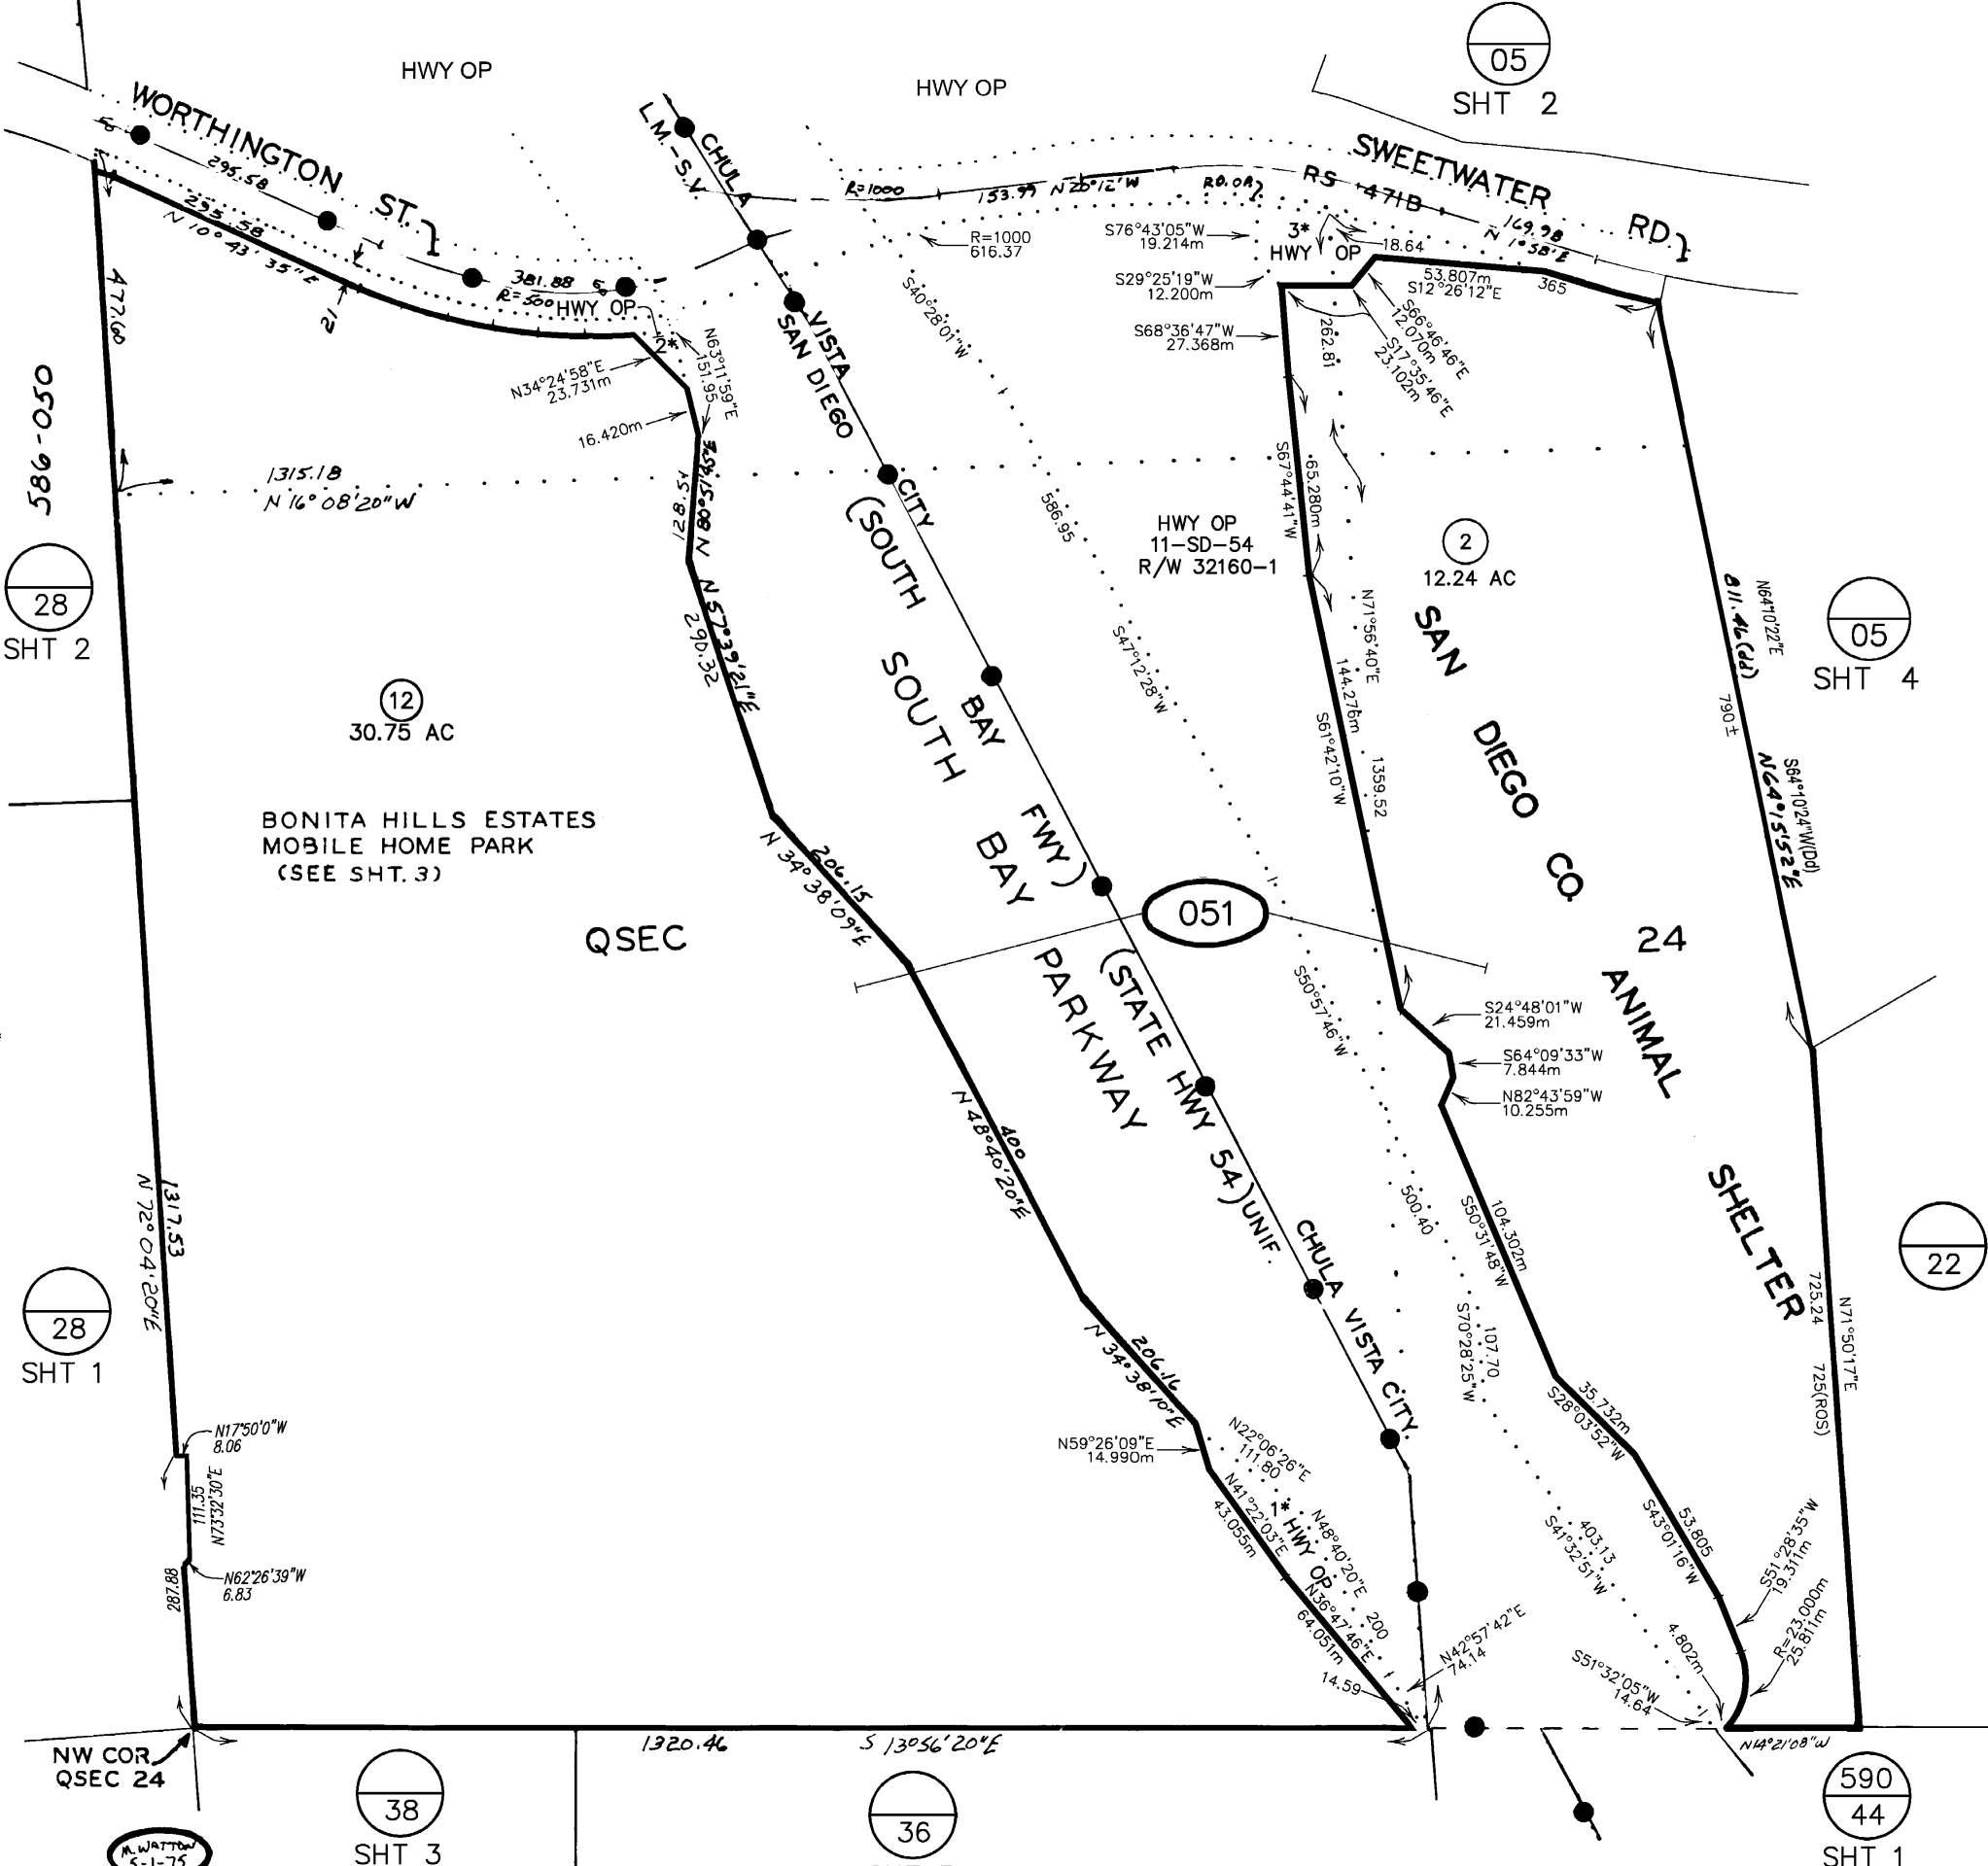 05
SHT 2
HWY OP
HWY OP
WORTHINGTON ST.
295.58
295.58
N 10° 43' 35" E
477.60
586-050
21
381.88
R=500
HWY OP
2*
L.M.-S.V.
CHULA VISTA CITY
SAN DIEGO
R=1000
153.99 N 20°12'W
RD. OP.
RS 471B
SWEETWATER RD.
169.98
N 1°58'E
R=1000
616.37
S76°43'05"W
19.214m
S29°25'19"W
12.200m
S68°36'47"W
27.368m
3*
HWY OP
18.64
53.807m
S12°26'12"E
365
S66°46'46"E
12.070m
S17°35'46"E
23.102m
262.81
N34°24'58"E
23.731m
N63°11'59"E
151.95
16.420m
128.54
S40°28'01"W
586.95
1315.18
N 16° 08'20" W
S67°44'41"W
65.280m
HWY OP
11-SD-54
R/W 32160-1
2
12.24 AC
28
SHT 2
05
SHT 4
N64°10'22"E
811.46(dd)
790±
S64°10'24"W(Dd)
N64°15'52"E
12
30.75 AC
N 57°39'21"E
290.32
(SOUTH BAY FWY)
SOUTH BAY PARKWAY
S47°12'28"W
N71°56'40"E
144.276m
S61°42'10"W
1359.52
SAN DIEGO CO. ANIMAL SHELTER
BONITA HILLS ESTATES
MOBILE HOME PARK
(SEE SHT. 3)
206.15
N 34° 38'09"E
QSEC
24
051
(STATE HWY 54)
UNIF.
S50°57'46"W
500.40
S24°48'01"W
21.459m
S64°09'33"W
7.844m
N82°43'59"W
10.255m
400
N 48° 40'20"E
1317.53
N 72° 04'20"E
104.302m
S50°31'48"W
22
28
SHT 1
CHULA VISTA CITY.
107.70
S70°28'25"W
725.24
N71°50'17"E
725(ROS)
206.16
N 34° 38'10"E
35.732m
S28°03'52"W
N17°50'0"W
8.06
111.35
N73°32'30"E
N62°26'39"W
6.83
287.88
N59°26'09"E
14.990m
N22°06'26"E
111.80
N41°22'03"E
43.055m
1* HWY OP
N48°40'20"E
200
N36°47'46"E
64.051m
14.59
N42°57'42"E
74.14
403.13
S41°32'51"W
53.805
S43°01'16"W
S51°28'35"W
19.311m
R=23.000m
25.811m
4.802m
S51°32'05"W
14.64
NW COR
QSEC 24
1320.46
S 13°56'20"E
N14°21'08"W
38
SHT 3
36
590
44
SHT 1
M. WATTON
5-1-75